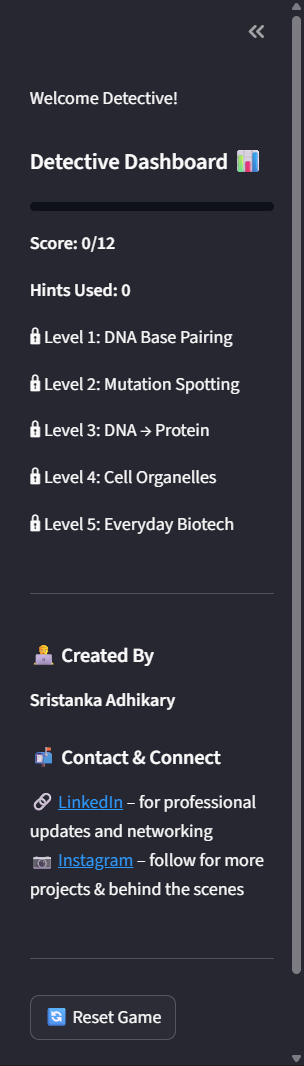 Welcome Detective!
Detective Dashboard 📊
Score: 0/12
Hints Used: 0
🔒 Level 1: DNA Base Pairing
🔒 Level 2: Mutation Spotting
🔒 Level 3: DNA → Protein
🔒 Level 4: Cell Organelles
🔒 Level 5: Everyday Biotech
👩‍💻 Created By
Sristanka Adhikary
📬 Contact & Connect
🔗 LinkedIn – for professional
updates and networking
📷 Instagram – follow for more
projects & behind the scenes
🔄 Reset Game